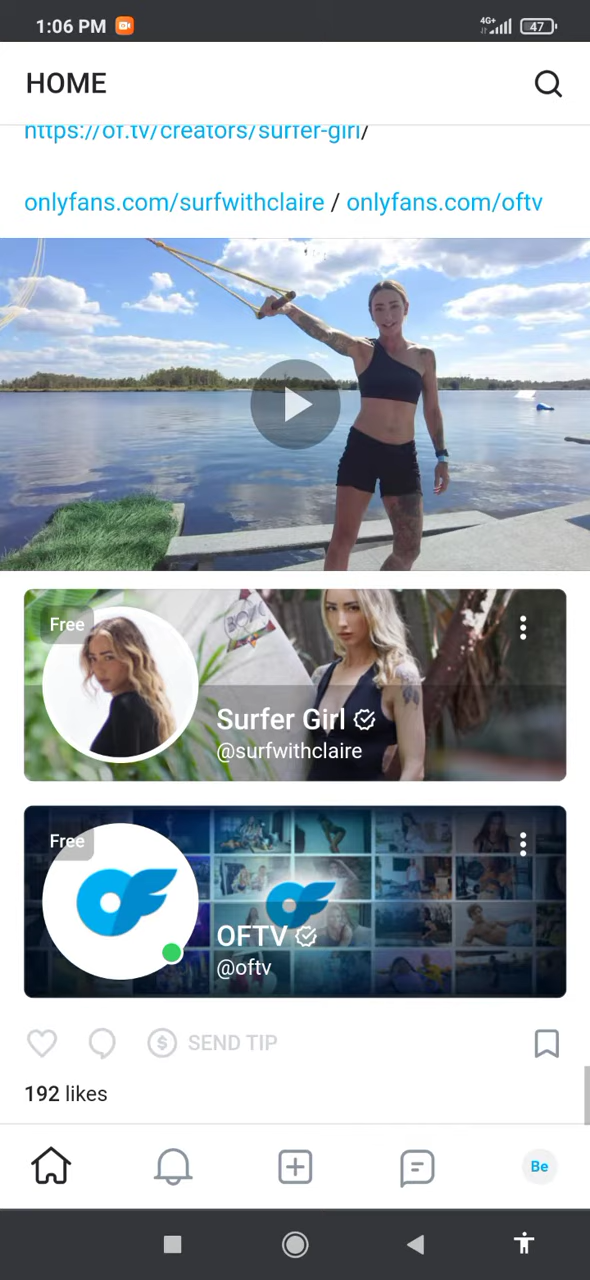 1:06 PM
4G+
47
HOME
https://of.tv/creators/surfer-girl/
onlyfans.com/surfwithclaire / onlyfans.com/oftv
Free
Surfer Girl
@surfwithclaire
Free
OFTV
@oftv
SEND TIP
192 likes
Be